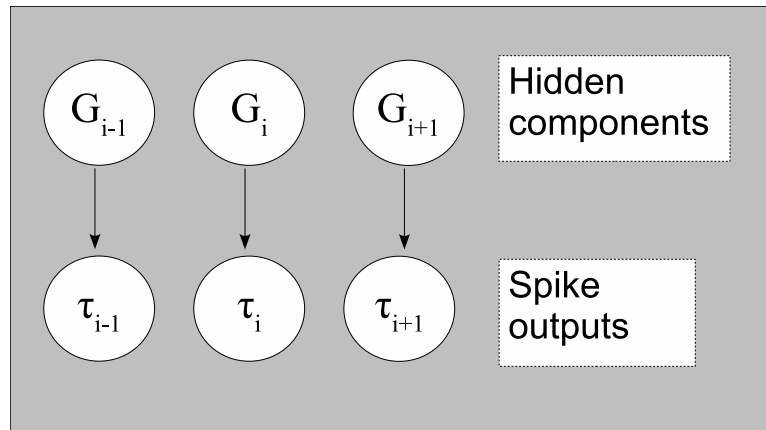 G_{i-1} G_i G_{i+1} Hidden
components
τ_{i-1} τ_i τ_{i+1} Spike
outputs